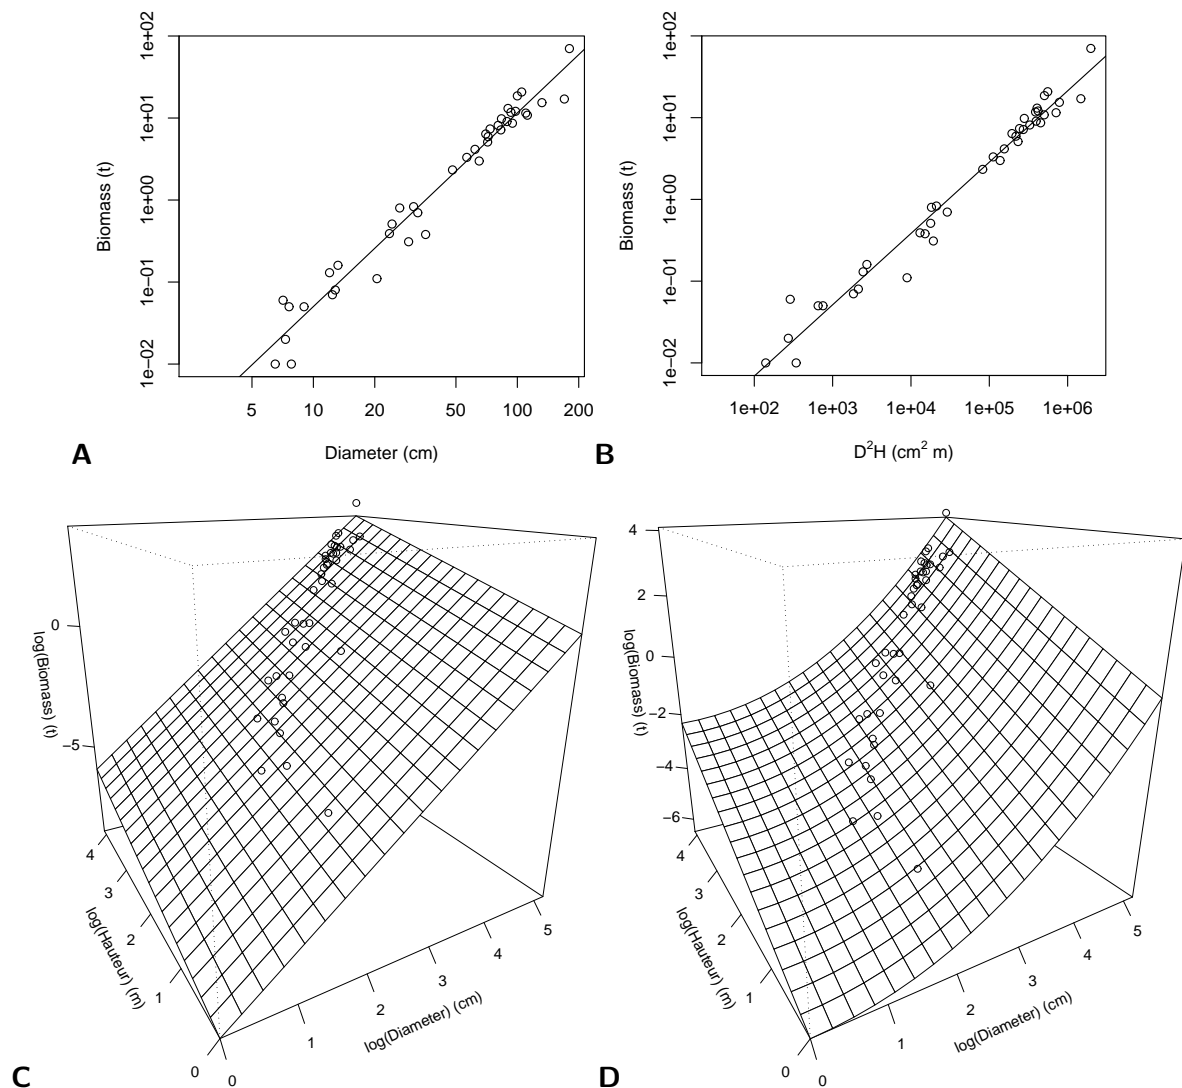 1e+02
1e+01
1e+00
1e−01
1e−02
Biomass (t)
5 10 20 50 100 200
Diameter (cm)
A
1e+02
1e+01
1e+00
1e−01
1e−02
Biomass (t)
1e+02 1e+03 1e+04 1e+05 1e+06
D²H (cm² m)
B
0
−5
log(Biomass) (t)
4
3
2
1
0
log(Hauteur) (m)
0
1
2
3
4
5
log(Diameter) (cm)
C
4
2
0
−2
−4
−6
log(Biomass) (t)
4
3
2
1
0
log(Hauteur) (m)
0
1
2
3
4
5
log(Diameter) (cm)
D